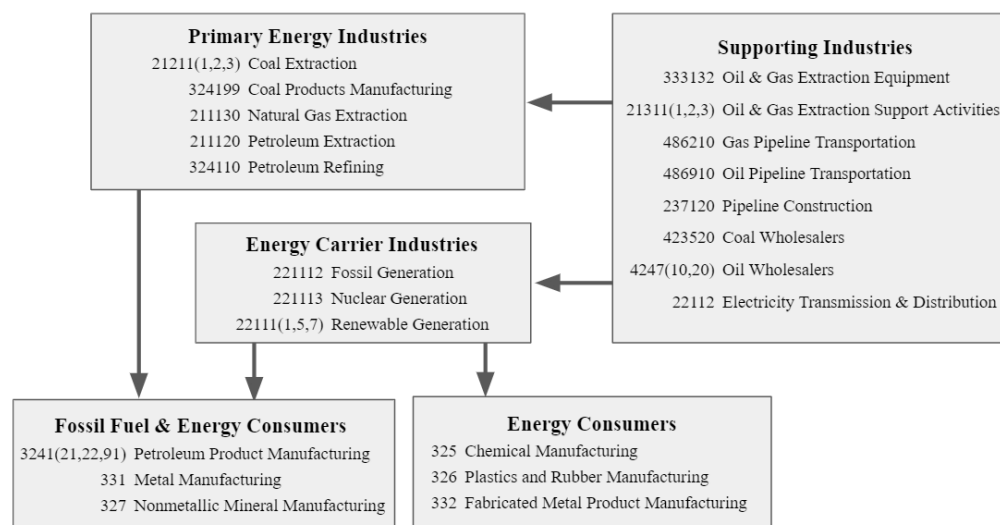 Primary Energy Industries
21211(1,2,3) Coal Extraction
324199 Coal Products Manufacturing
211130 Natural Gas Extraction
211120 Petroleum Extraction
324110 Petroleum Refining
Supporting Industries
333132 Oil & Gas Extraction Equipment
21311(1,2,3) Oil & Gas Extraction Support Activities
486210 Gas Pipeline Transportation
486910 Oil Pipeline Transportation
237120 Pipeline Construction
423520 Coal Wholesalers
4247(10,20) Oil Wholesalers
22112 Electricity Transmission & Distribution
Energy Carrier Industries
221112 Fossil Generation
221113 Nuclear Generation
22111(1,5,7) Renewable Generation
Fossil Fuel & Energy Consumers
3241(21,22,91) Petroleum Product Manufacturing
331 Metal Manufacturing
327 Nonmetallic Mineral Manufacturing
Energy Consumers
325 Chemical Manufacturing
326 Plastics and Rubber Manufacturing
332 Fabricated Metal Product Manufacturing